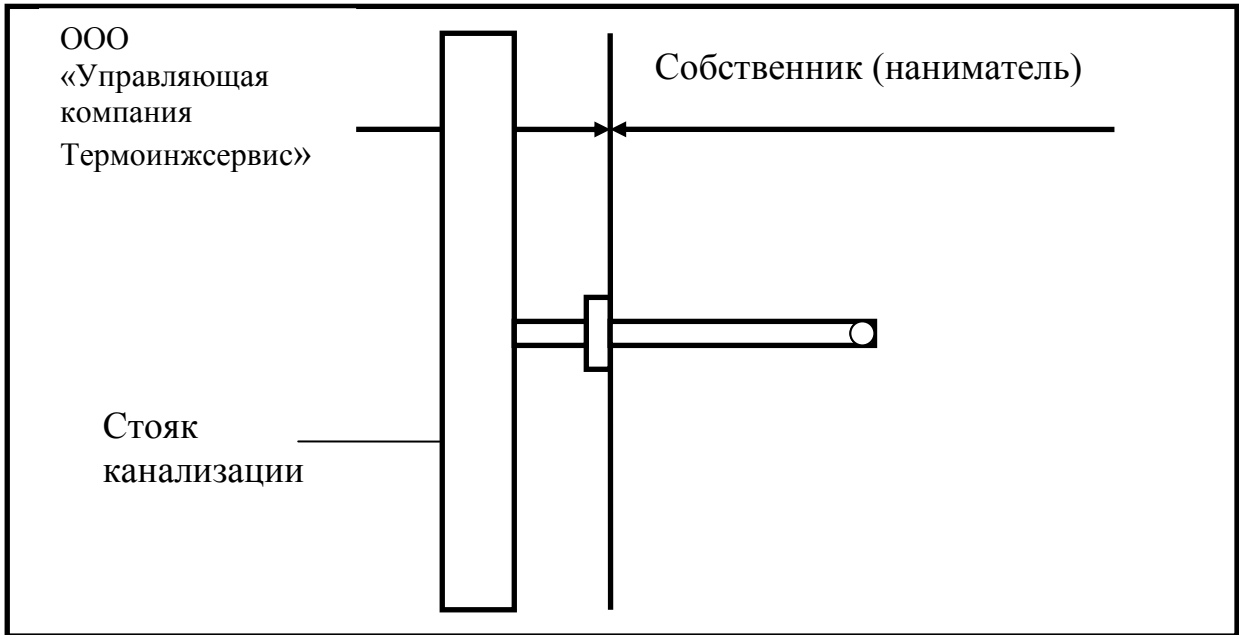 ООО
«Управляющая
компания
Термоинжсервис»
Собственник (наниматель)
Стояк
канализации